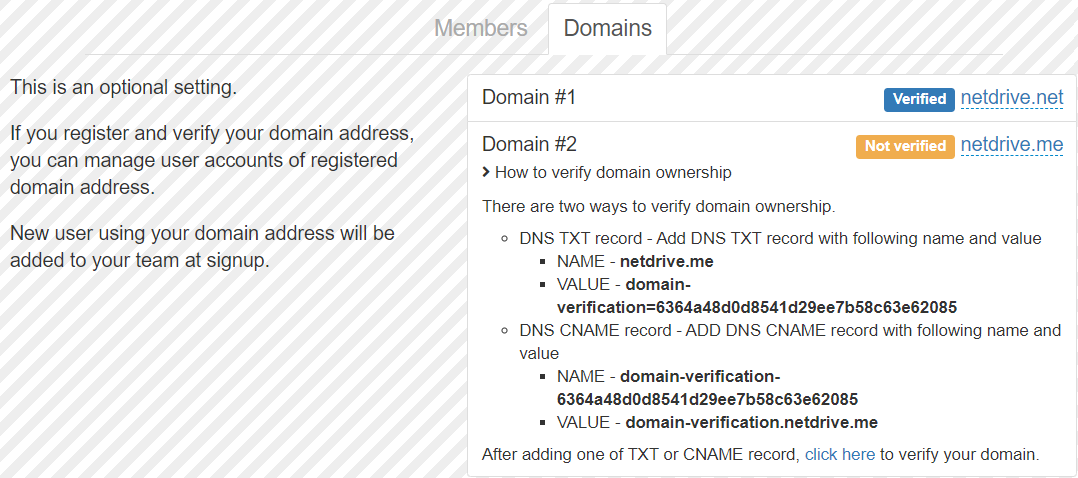 Members
Domains
This is an optional setting.
If you register and verify your domain address,
you can manage user accounts of registered
domain address.
New user using your domain address will be
added to your team at signup.
Domain #1
Verified netdrive.net
Domain #2
Not verified netdrive.me
How to verify domain ownership
There are two ways to verify domain ownership.
DNS TXT record - Add DNS TXT record with following name and value
NAME - netdrive.me
VALUE - domain-
verification=6364a48d0d8541d29ee7b58c63e62085
DNS CNAME record - ADD DNS CNAME record with following name and
value
NAME - domain-verification-
6364a48d0d8541d29ee7b58c63e62085
VALUE - domain-verification.netdrive.me
After adding one of TXT or CNAME record, click here to verify your domain.